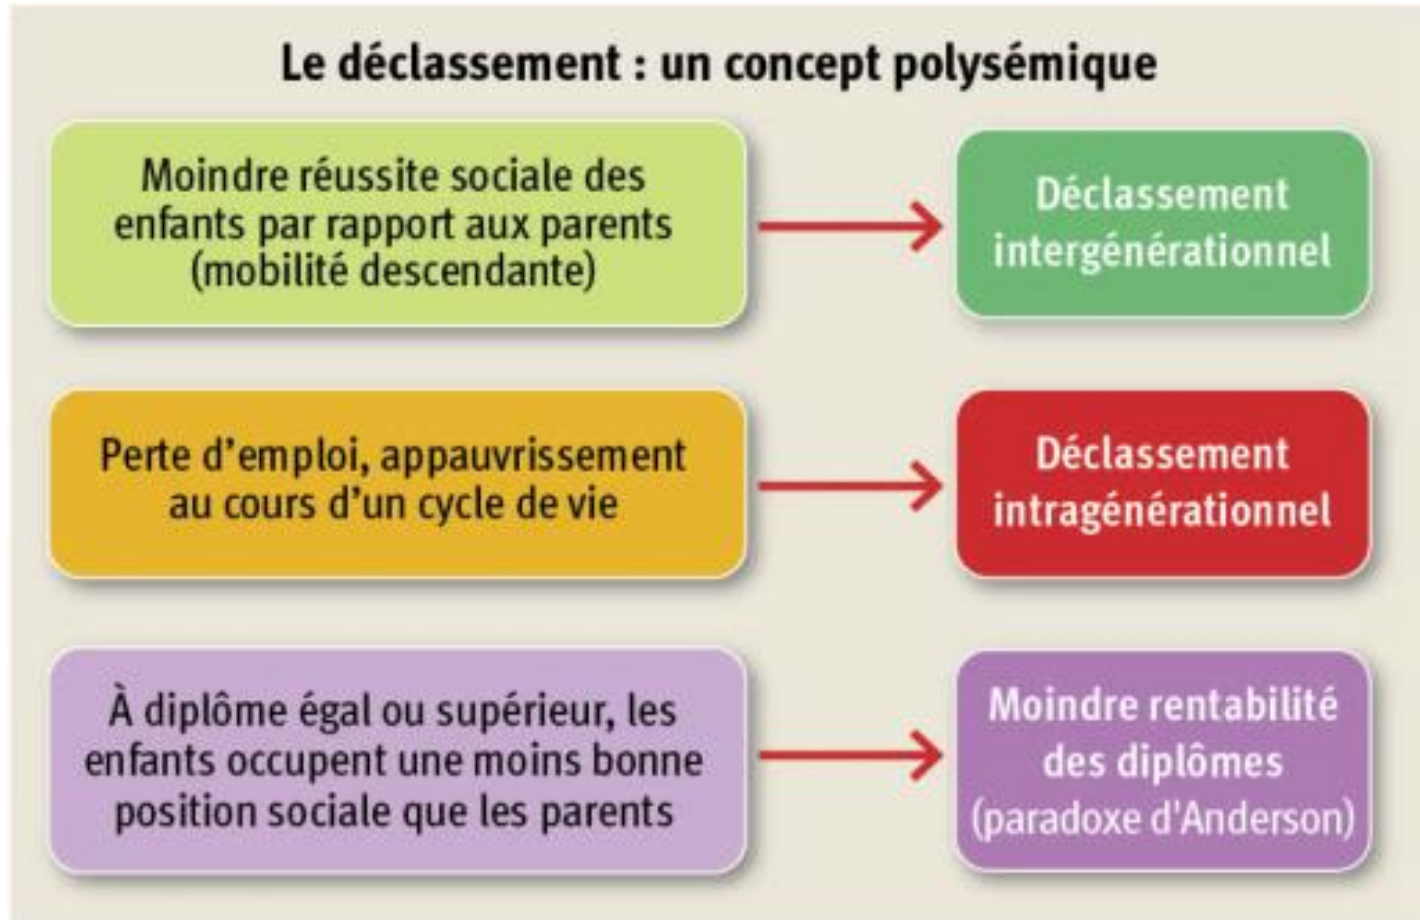 Le déclassement : un concept polysémique
Moindre réussite sociale des
enfants par rapport aux parents
(mobilité descendante)
Déclassement
intergénérationnel
Perte d'emploi, appauvrissement
au cours d'un cycle de vie
Déclassement
intragénérationnel
À diplôme égal ou supérieur, les
enfants occupent une moins bonne
position sociale que les parents
Moindre rentabilité
des diplômes
(paradoxe d'Anderson)